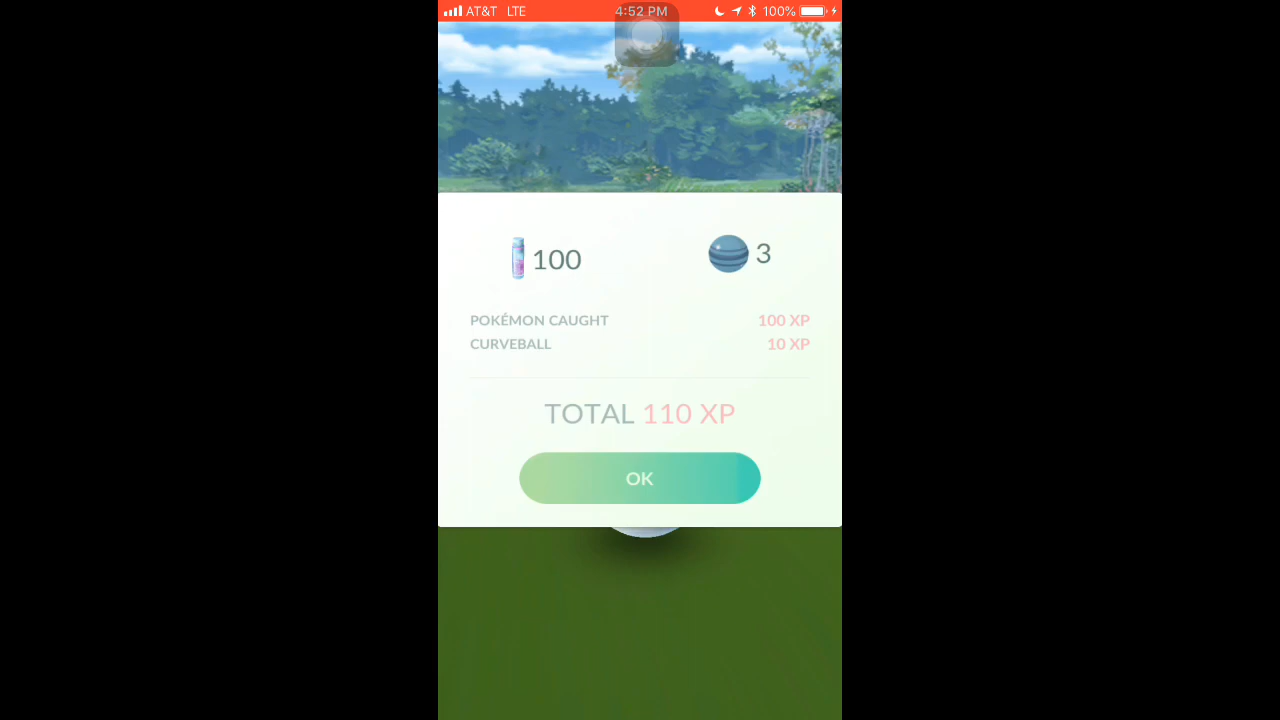 AT&T LTE 4:52 PM 100%
100 3
POKÉMON CAUGHT 100 XP
CURVEBALL 10 XP
TOTAL 110 XP
OK